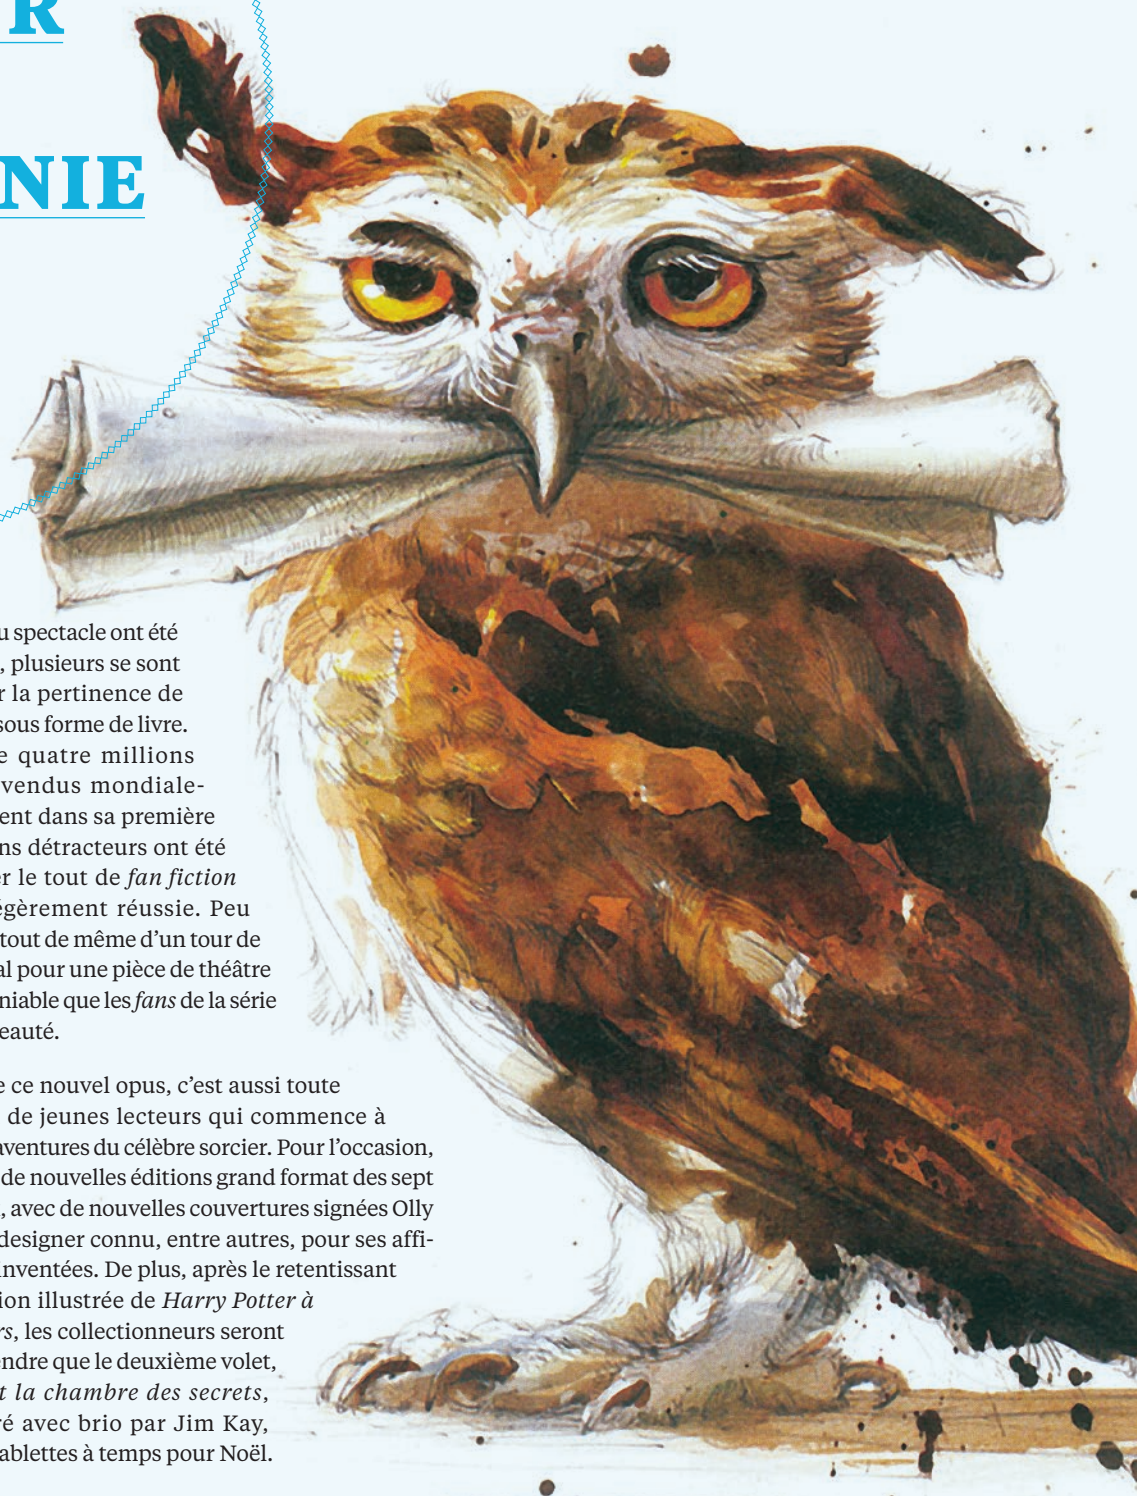 R
NIE
u spectacle ont été
, plusieurs se sont
r la pertinence de
sous forme de livre.
e quatre millions
vendus mondiale-
ent dans sa première
ns détracteurs ont été
er le tout de fan fiction
égèrement réussie. Peu
tout de même d’un tour de
al pour une pièce de théâtre
niable que les fans de la série
eauté.
e ce nouvel opus, c’est aussi toute
de jeunes lecteurs qui commence à
aventures du célèbre sorcier. Pour l’occasion,
de nouvelles éditions grand format des sept
, avec de nouvelles couvertures signées Olly
designer connu, entre autres, pour ses affi-
inventées. De plus, après le retentissant
ion illustrée de Harry Potter à
rs, les collectionneurs seront
endre que le deuxième volet,
t la chambre des secrets,
ré avec brio par Jim Kay,
ablettes à temps pour Noël.